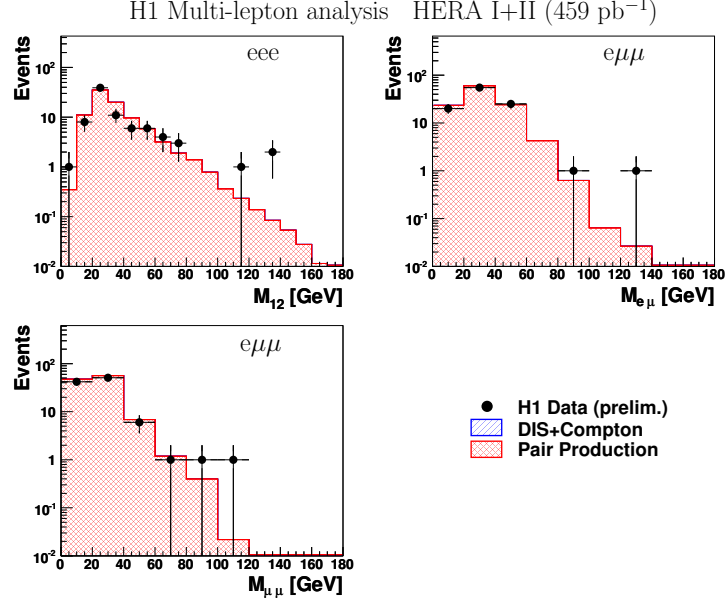 H1 Multi-lepton analysis HERA I+II (459 pb⁻¹)
eee
Events
10²
10
1
10⁻¹
10⁻²
0 20 40 60 80 100 120 140 160 180
M₁₂ [GeV]
eμμ
Events
10²
10
1
10⁻¹
10⁻²
0 20 40 60 80 100 120 140 160 180
M_eμ [GeV]
eμμ
Events
10²
10
1
10⁻¹
10⁻²
0 20 40 60 80 100 120 140 160 180
M_μμ [GeV]
H1 Data (prelim.)
DIS+Compton
Pair Production